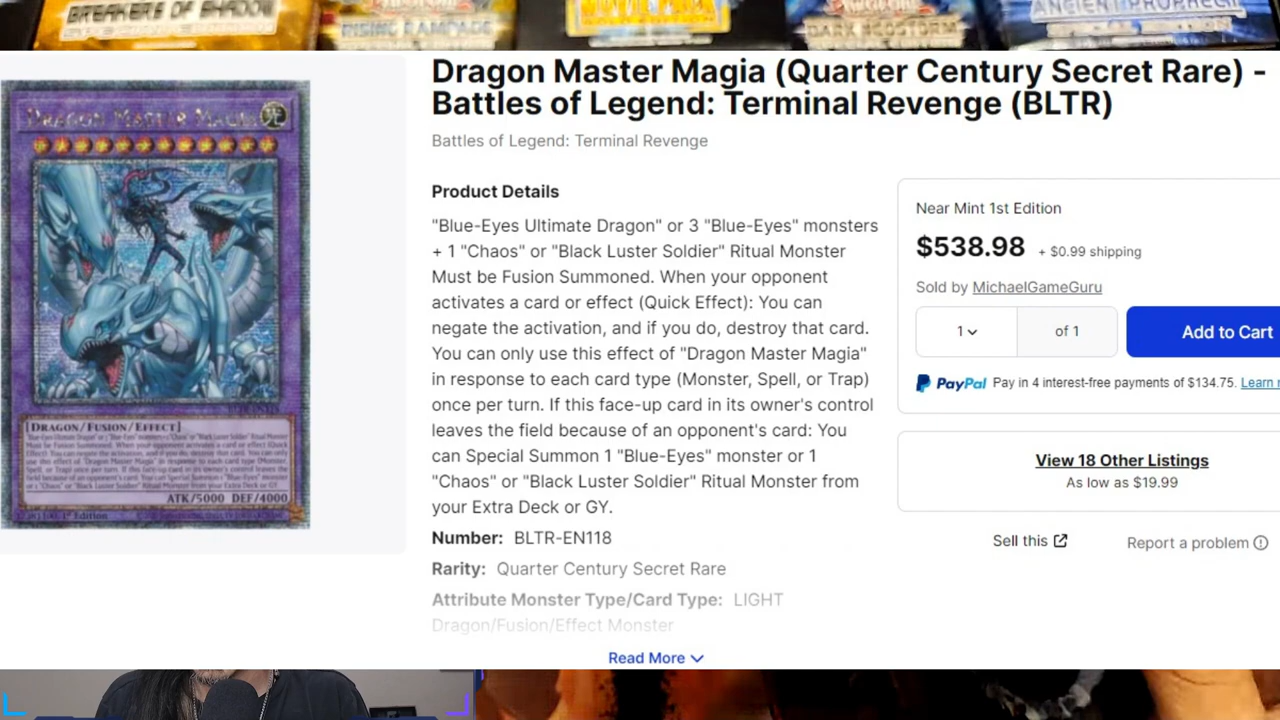 BREAKERS OF SHADOW
RISING RAMPAGE
ANCIENT PROPHECY
Dragon Master Magia (Quarter Century Secret Rare) -
Battles of Legend: Terminal Revenge (BLTR)
Battles of Legend: Terminal Revenge
DRAGON MASTER MAGIA
[DRAGON/FUSION/EFFECT]
ATK/5000 DEF/4000
1st Edition
Product Details
"Blue-Eyes Ultimate Dragon" or 3 "Blue-Eyes" monsters
+ 1 "Chaos" or "Black Luster Soldier" Ritual Monster
Must be Fusion Summoned. When your opponent
activates a card or effect (Quick Effect): You can
negate the activation, and if you do, destroy that card.
You can only use this effect of "Dragon Master Magia"
in response to each card type (Monster, Spell, or Trap)
once per turn. If this face-up card in its owner's control
leaves the field because of an opponent's card: You
can Special Summon 1 "Blue-Eyes" monster or 1
"Chaos" or "Black Luster Soldier" Ritual Monster from
your Extra Deck or GY.
Number: BLTR-EN118
Rarity: Quarter Century Secret Rare
Attribute Monster Type/Card Type: LIGHT
Dragon/Fusion/Effect Monster
Read More
Near Mint 1st Edition
$538.98 + $0.99 shipping
Sold by MichaelGameGuru
1 of 1 Add to Cart
PayPal Pay in 4 interest-free payments of $134.75. Learn
View 18 Other Listings
As low as $19.99
Sell this Report a problem